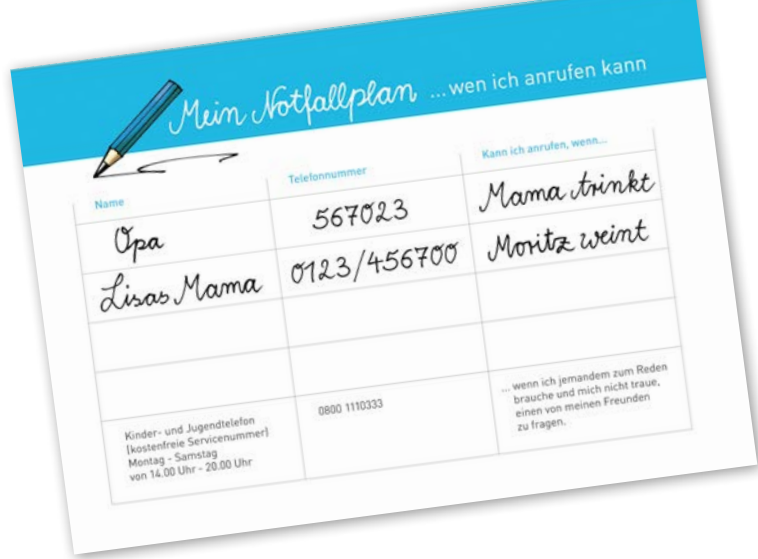 Mein Notfallplan ...wen ich anrufen kann
Name
Telefonnummer
Kann ich anrufen, wenn...
Opa
567023
Mama trinkt
Lisas Mama
0123/456700
Moritz weint
Kinder- und Jugendtelefon
(kostenfreie Servicenummer)
Montag - Samstag
von 14.00 Uhr - 20.00 Uhr
0800 1110333
... wenn ich jemandem zum Reden
brauche und mich nicht traue,
einen von meinen Freunden
zu fragen.